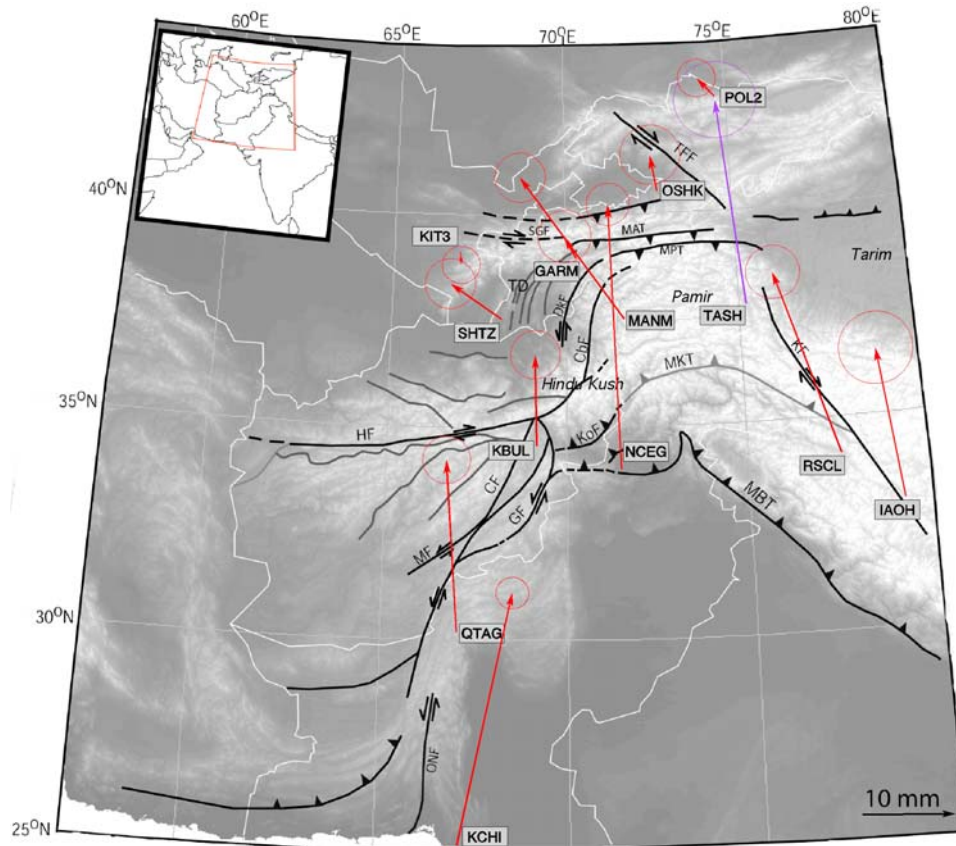 60°E
65°E
70°E
75°E
80°E
POL2
TFF
40°N
OSHK
KIT3
SGF
MAT
MPT
Tarim
GARM
TD
DkF
Pamir
TASH
SHTZ
MANM
ChF
KF
MKT
35°N
Hindu Kush
HF
KoF
KBUL
NCEG
RSCL
CF
GF
MBT
IAOH
MF
30°N
QTAG
ONF
10 mm
25°N
KCHI